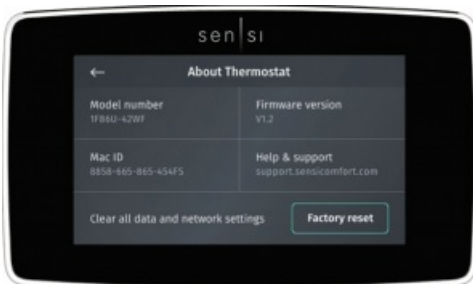 sensi
← About Thermostat
Model number
1F86U-42WF
Firmware version
V1.2
Mac ID
8858-665-865-454FS
Help & support
support.sensicomfort.com
Clear all data and network settings
Factory reset